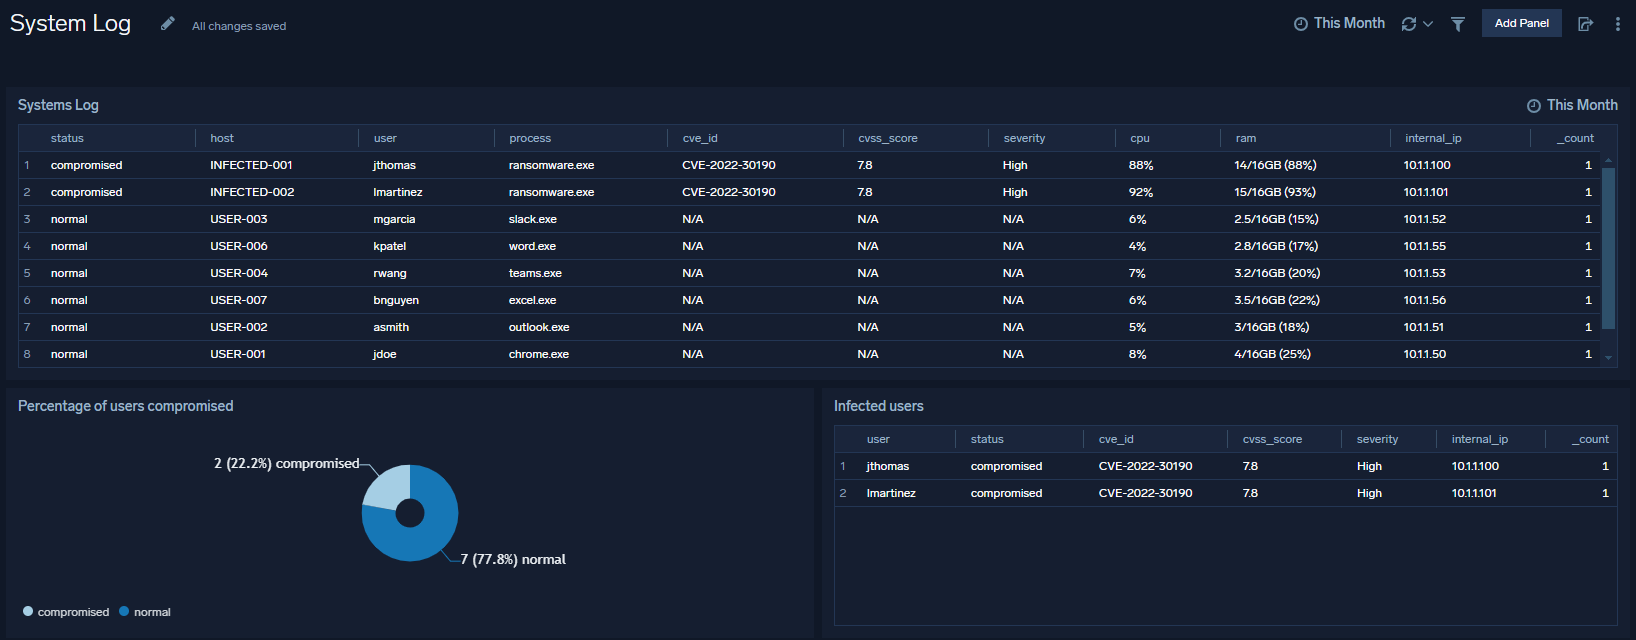 System Log All changes saved This Month Add Panel
Systems Log This Month
status host user process cve_id cvss_score severity cpu ram internal_ip _count
1 compromised INFECTED-001 jthomas ransomware.exe CVE-2022-30190 7.8 High 88% 14/16GB (88%) 10.1.1.100 1
2 compromised INFECTED-002 lmartinez ransomware.exe CVE-2022-30190 7.8 High 92% 15/16GB (93%) 10.1.1.101 1
3 normal USER-003 mgarcia slack.exe N/A N/A N/A 6% 2.5/16GB (15%) 10.1.1.52 1
4 normal USER-006 kpatel word.exe N/A N/A N/A 4% 2.8/16GB (17%) 10.1.1.55 1
5 normal USER-004 rwang teams.exe N/A N/A N/A 7% 3.2/16GB (20%) 10.1.1.53 1
6 normal USER-007 bnguyen excel.exe N/A N/A N/A 6% 3.5/16GB (22%) 10.1.1.56 1
7 normal USER-002 asmith outlook.exe N/A N/A N/A 5% 3/16GB (18%) 10.1.1.51 1
8 normal USER-001 jdoe chrome.exe N/A N/A N/A 8% 4/16GB (25%) 10.1.1.50 1
Percentage of users compromised
2 (22.2%) compromised
7 (77.8%) normal
compromised normal
Infected users
user status cve_id cvss_score severity internal_ip _count
1 jthomas compromised CVE-2022-30190 7.8 High 10.1.1.100 1
2 lmartinez compromised CVE-2022-30190 7.8 High 10.1.1.101 1